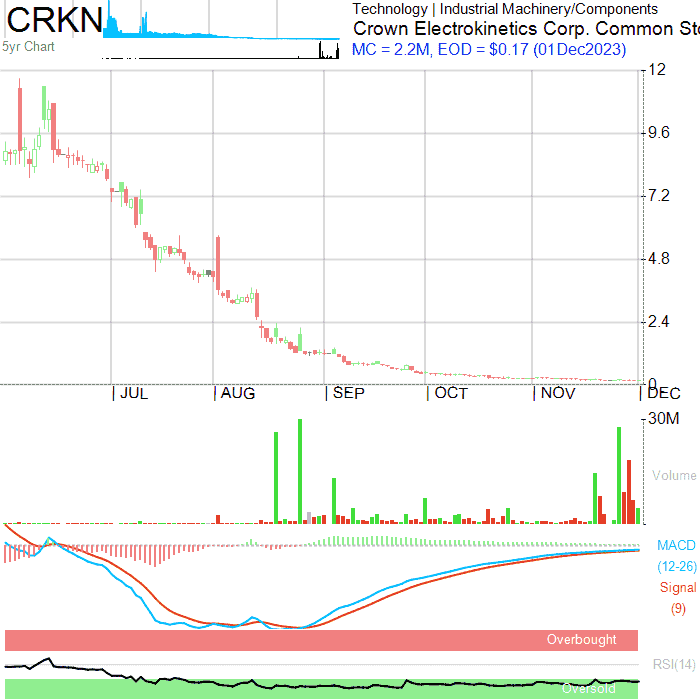 CRKN
5yr Chart
Technology | Industrial Machinery/Components
Crown Electrokinetics Corp. Common Sto
MC = 2.2M, EOD = $0.17 (01Dec2023)
12
9.6
7.2
4.8
2.4
0
JUL
AUG
SEP
OCT
NOV
DEC
30M
Volume
MACD
(12-26)
Signal
(9)
Overbought
RSI(14)
Oversold